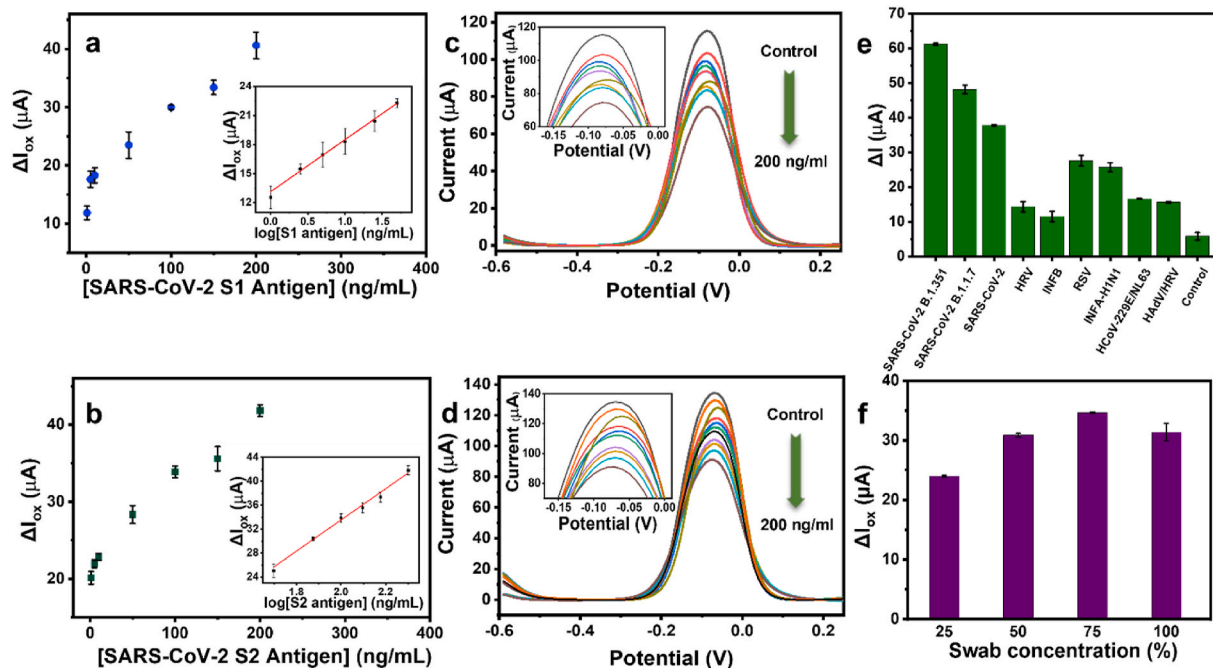 a
ΔIox (μA)
40
30
20
10
0
100
200
300
400
[SARS-CoV-2 S1 Antigen] (ng/mL)
ΔIox (μA)
24
21
18
15
12
0.0
0.5
1.0
1.5
log[S1 antigen] (ng/mL)
c
Current (μA)
120
100
80
60
40
20
0
-0.6
-0.4
-0.2
0.0
0.2
Potential (V)
Control
200 ng/ml
Current (μA)
120
100
80
60
-0.15
-0.10
-0.05
0.00
Potential (V)
e
ΔI (μA)
70
60
50
40
30
20
10
0
SARS-CoV-2 B.1.351
SARS-CoV-2 B.1.1.7
SARS-CoV-2
HRV
INFB
RSV
INFA-H1N1
HCoV-229E/NL63
HAdV/HRV
Control
b
ΔIox (μA)
40
30
20
0
100
200
300
400
[SARS-CoV-2 S2 Antigen] (ng/mL)
ΔIox (μA)
44
40
36
32
28
24
1.8
2.0
2.2
log[S2 antigen] (ng/mL)
d
Current (μA)
140
120
100
80
60
40
20
0
-0.6
-0.4
-0.2
0.0
0.2
Potential (V)
Control
200 ng/ml
Current (μA)
140
120
100
80
-0.15
-0.10
-0.05
0.00
Potential (V)
f
ΔIox (μA)
40
30
20
10
0
25
50
75
100
Swab concentration (%)